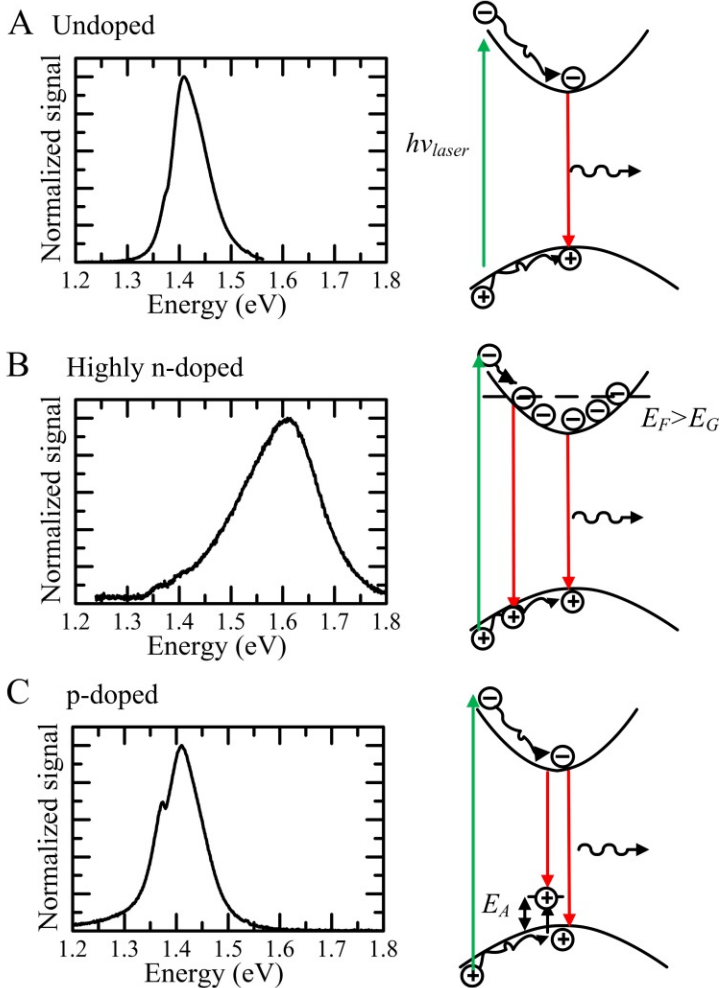 A Undoped
Normalized signal
1.2 1.3 1.4 1.5 1.6 1.7 1.8
Energy (eV)
hν_laser
− −
+ +
B Highly n-doped
Normalized signal
1.2 1.3 1.4 1.5 1.6 1.7 1.8
Energy (eV)
− − − − − −
E_F>E_G
+ + +
C p-doped
Normalized signal
1.2 1.3 1.4 1.5 1.6 1.7 1.8
Energy (eV)
− −
E_A
+ + +